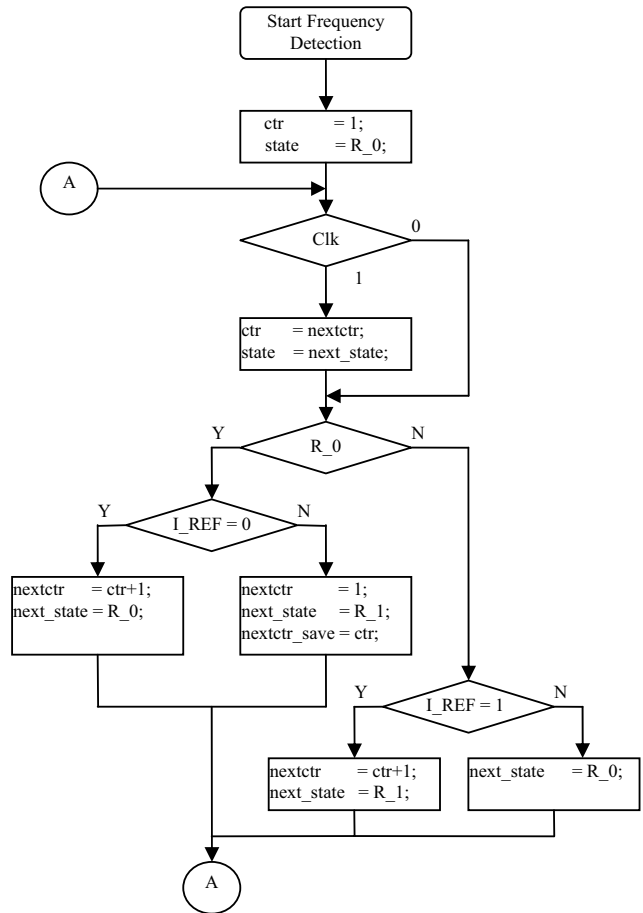 Start Frequency
Detection
ctr = 1;
state = R_0;
A
Clk
0
1
ctr = nextctr;
state = next_state;
Y
R_0
N
Y
I_REF = 0
N
nextctr = ctr+1;
next_state = R_0;
nextctr = 1;
next_state = R_1;
nextctr_save = ctr;
Y
I_REF = 1
N
nextctr = ctr+1;
next_state = R_1;
next_state = R_0;
A